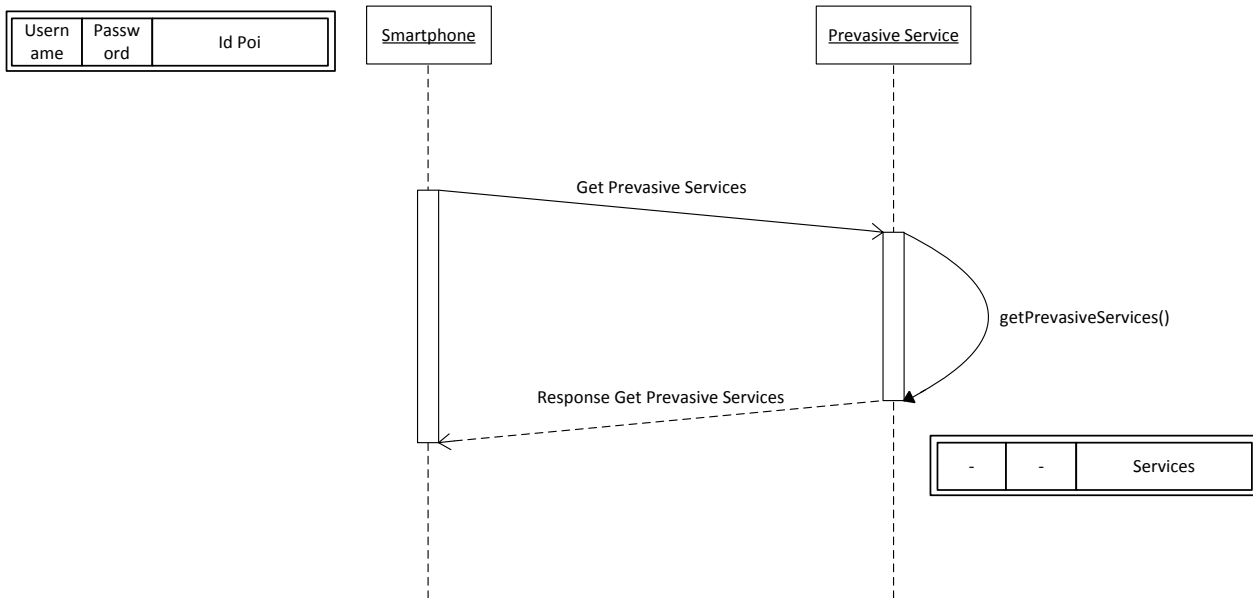 Usern
ame
Passw
ord
Id Poi
Smartphone
Prevasive Service
Get Prevasive Services
getPrevasiveServices()
Response Get Prevasive Services
-
-
Services